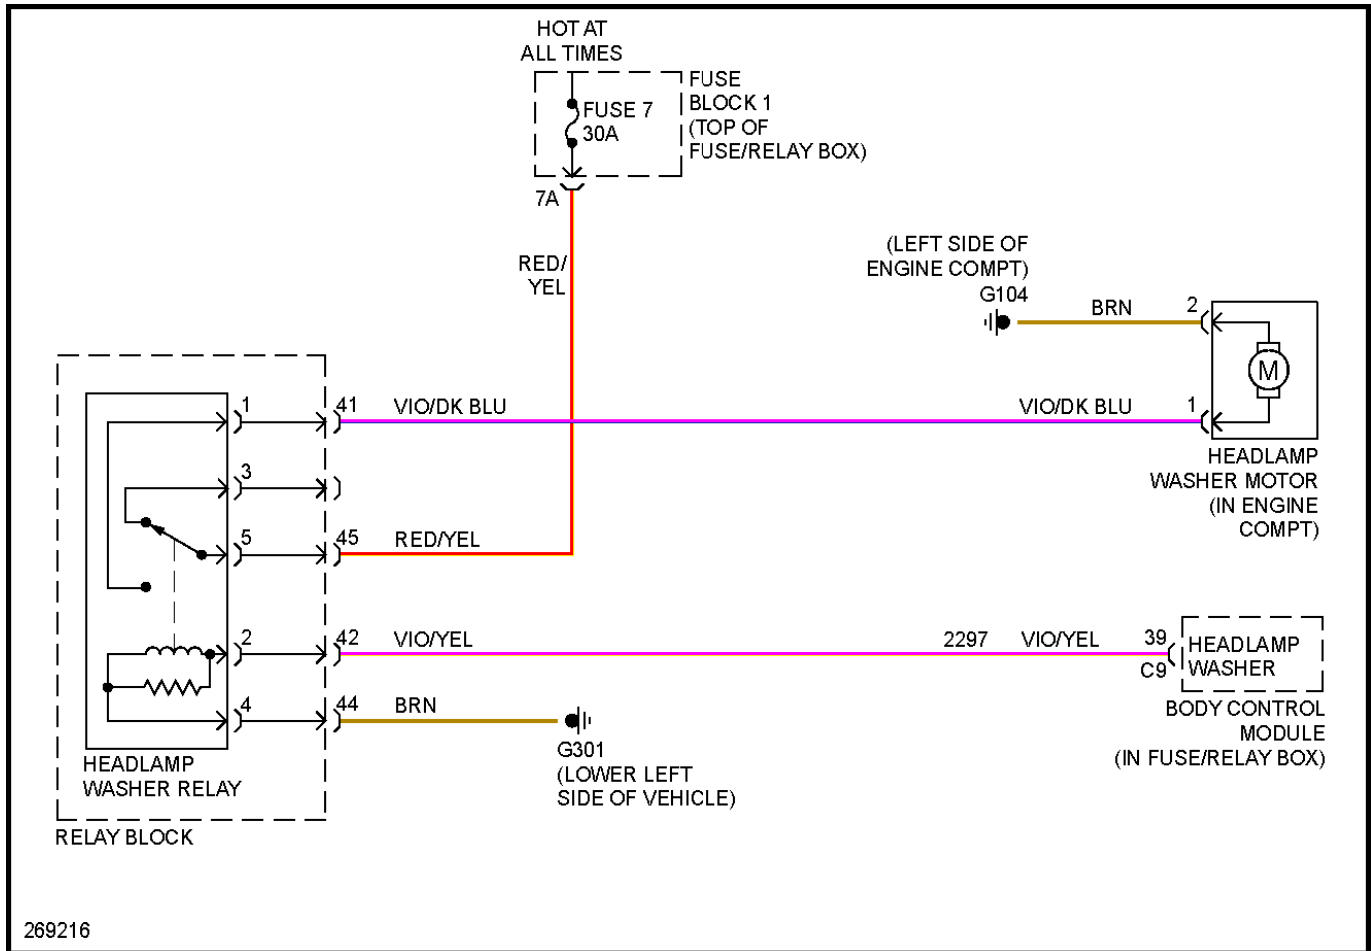 HOT AT
ALL TIMES
FUSE 7
30A
FUSE
BLOCK 1
(TOP OF
FUSE/RELAY BOX)
7A
RED/
YEL
(LEFT SIDE OF
ENGINE COMPT)
G104
BRN
2
M
1
VIO/DK BLU
HEADLAMP
WASHER MOTOR
(IN ENGINE
COMPT)
1
41
VIO/DK BLU
3
5
45
RED/YEL
2
42
VIO/YEL
2297
VIO/YEL
39
C9
HEADLAMP
WASHER
BODY CONTROL
MODULE
(IN FUSE/RELAY BOX)
4
44
BRN
G301
(LOWER LEFT
SIDE OF VEHICLE)
HEADLAMP
WASHER RELAY
RELAY BLOCK
269216